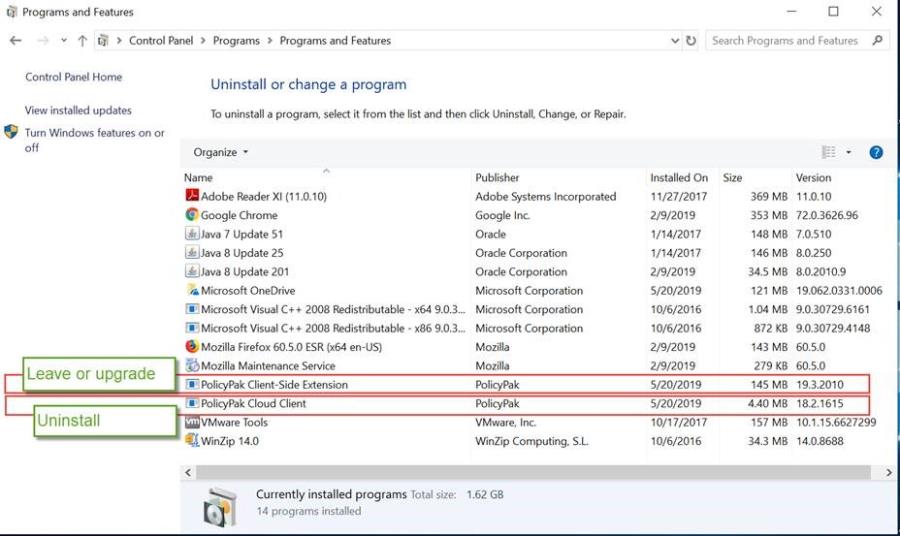 Programs and Features
Control Panel > Programs > Programs and Features
Search Programs and Features
Control Panel Home
View installed updates
Turn Windows features on or
off
Uninstall or change a program
To uninstall a program, select it from the list and then click Uninstall, Change, or Repair.
Organize
Name Publisher Installed On Size Version
Adobe Reader XI (11.0.10) Adobe Systems Incorporated 11/27/2017 369 MB 11.0.10
Google Chrome Google Inc. 2/9/2019 353 MB 72.0.3626.96
Java 7 Update 51 Oracle 1/14/2017 148 MB 7.0.510
Java 8 Update 25 Oracle Corporation 1/14/2017 146 MB 8.0.250
Java 8 Update 201 Oracle Corporation 2/9/2019 34.5 MB 8.0.2010.9
Microsoft OneDrive Microsoft Corporation 5/20/2019 121 MB 19.062.0331.0006
Microsoft Visual C++ 2008 Redistributable - x64 9.0.3... Microsoft Corporation 10/6/2016 1.04 MB 9.0.30729.6161
Microsoft Visual C++ 2008 Redistributable - x86 9.0.3... Microsoft Corporation 10/6/2016 872 KB 9.0.30729.4148
Mozilla Firefox 60.5.0 ESR (x64 en-US) Mozilla 2/9/2019 143 MB 60.5.0
Mozilla Maintenance Service Mozilla 2/9/2019 279 KB 60.5.0
Leave or upgrade
PolicyPak Client-Side Extension PolicyPak 5/20/2019 145 MB 19.3.2010
PolicyPak Cloud Client PolicyPak 5/20/2019 4.40 MB 18.2.1615
Uninstall
VMware Tools VMware, Inc. 10/17/2017 157 MB 10.1.15.6627299
WinZip 14.0 WinZip Computing, S.L. 10/6/2016 34.3 MB 14.0.8688
Currently installed programs Total size: 1.62 GB
14 programs installed